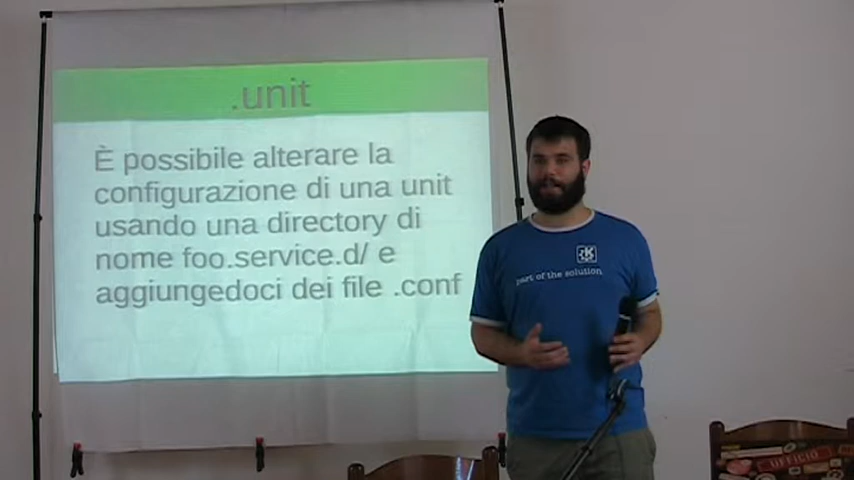 .unit
È possibile alterare la
configurazione di una unit
usando una directory di
nome foo.service.d/ e
aggiungedoci dei file .conf
K
part of the solution
UFFICIO